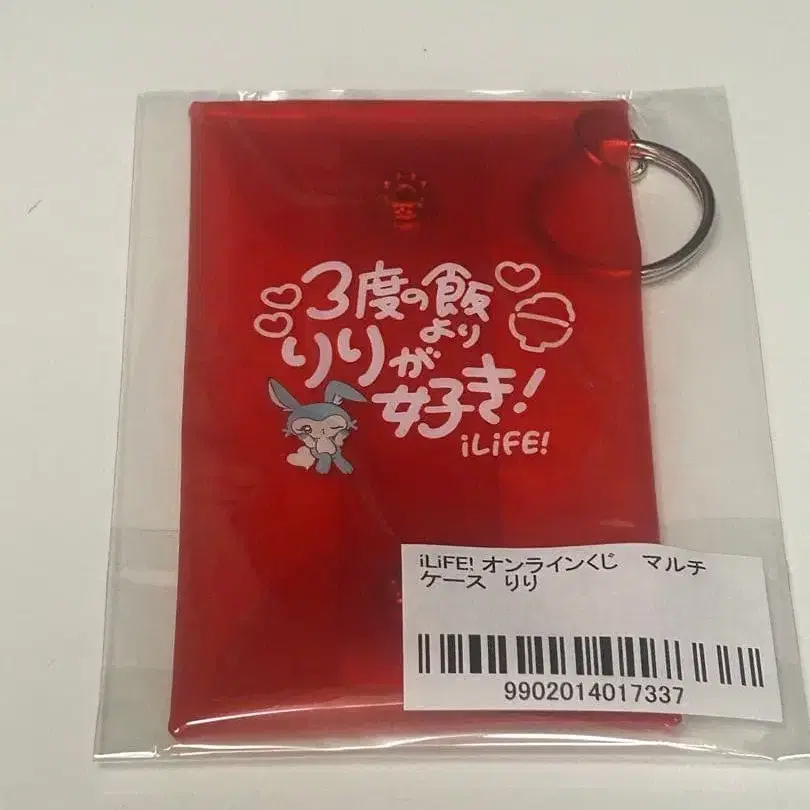 3度の飯
より
りりが
好き!
iLiFE!
iLiFE! オンラインくじ　マルチ
ケース　りり
9902014017337